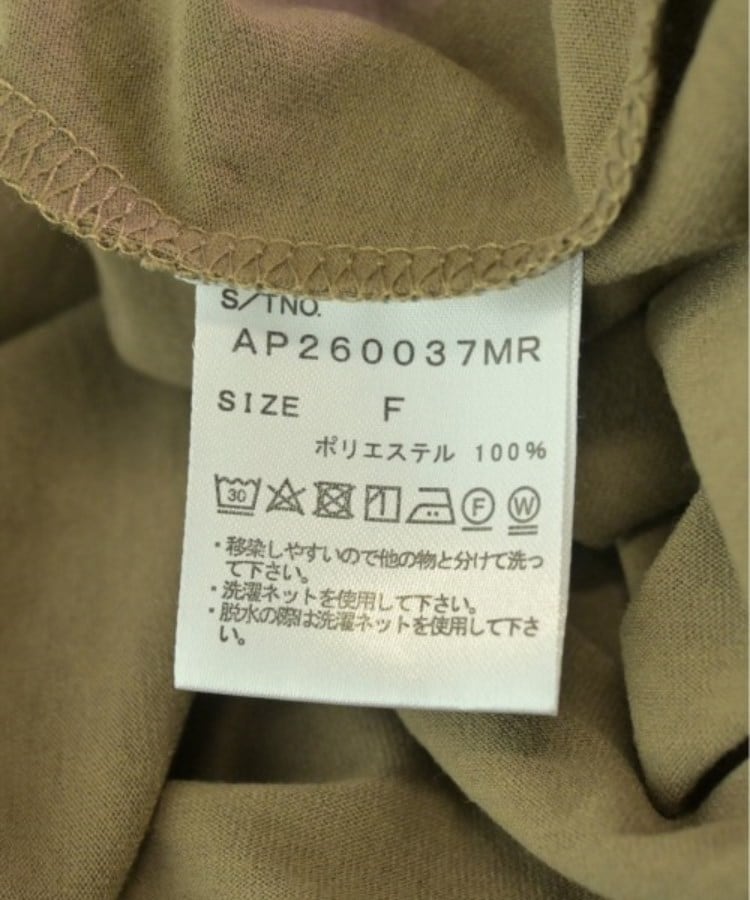 S/TNO.
AP260037MR
SIZE F
ポリエステル 100%
30 F W
・移染しやすいので他の物と分けて洗っ
て下さい。
・洗濯ネットを使用して下さい。
・脱水の際は洗濯ネットを使用して下さ
い。